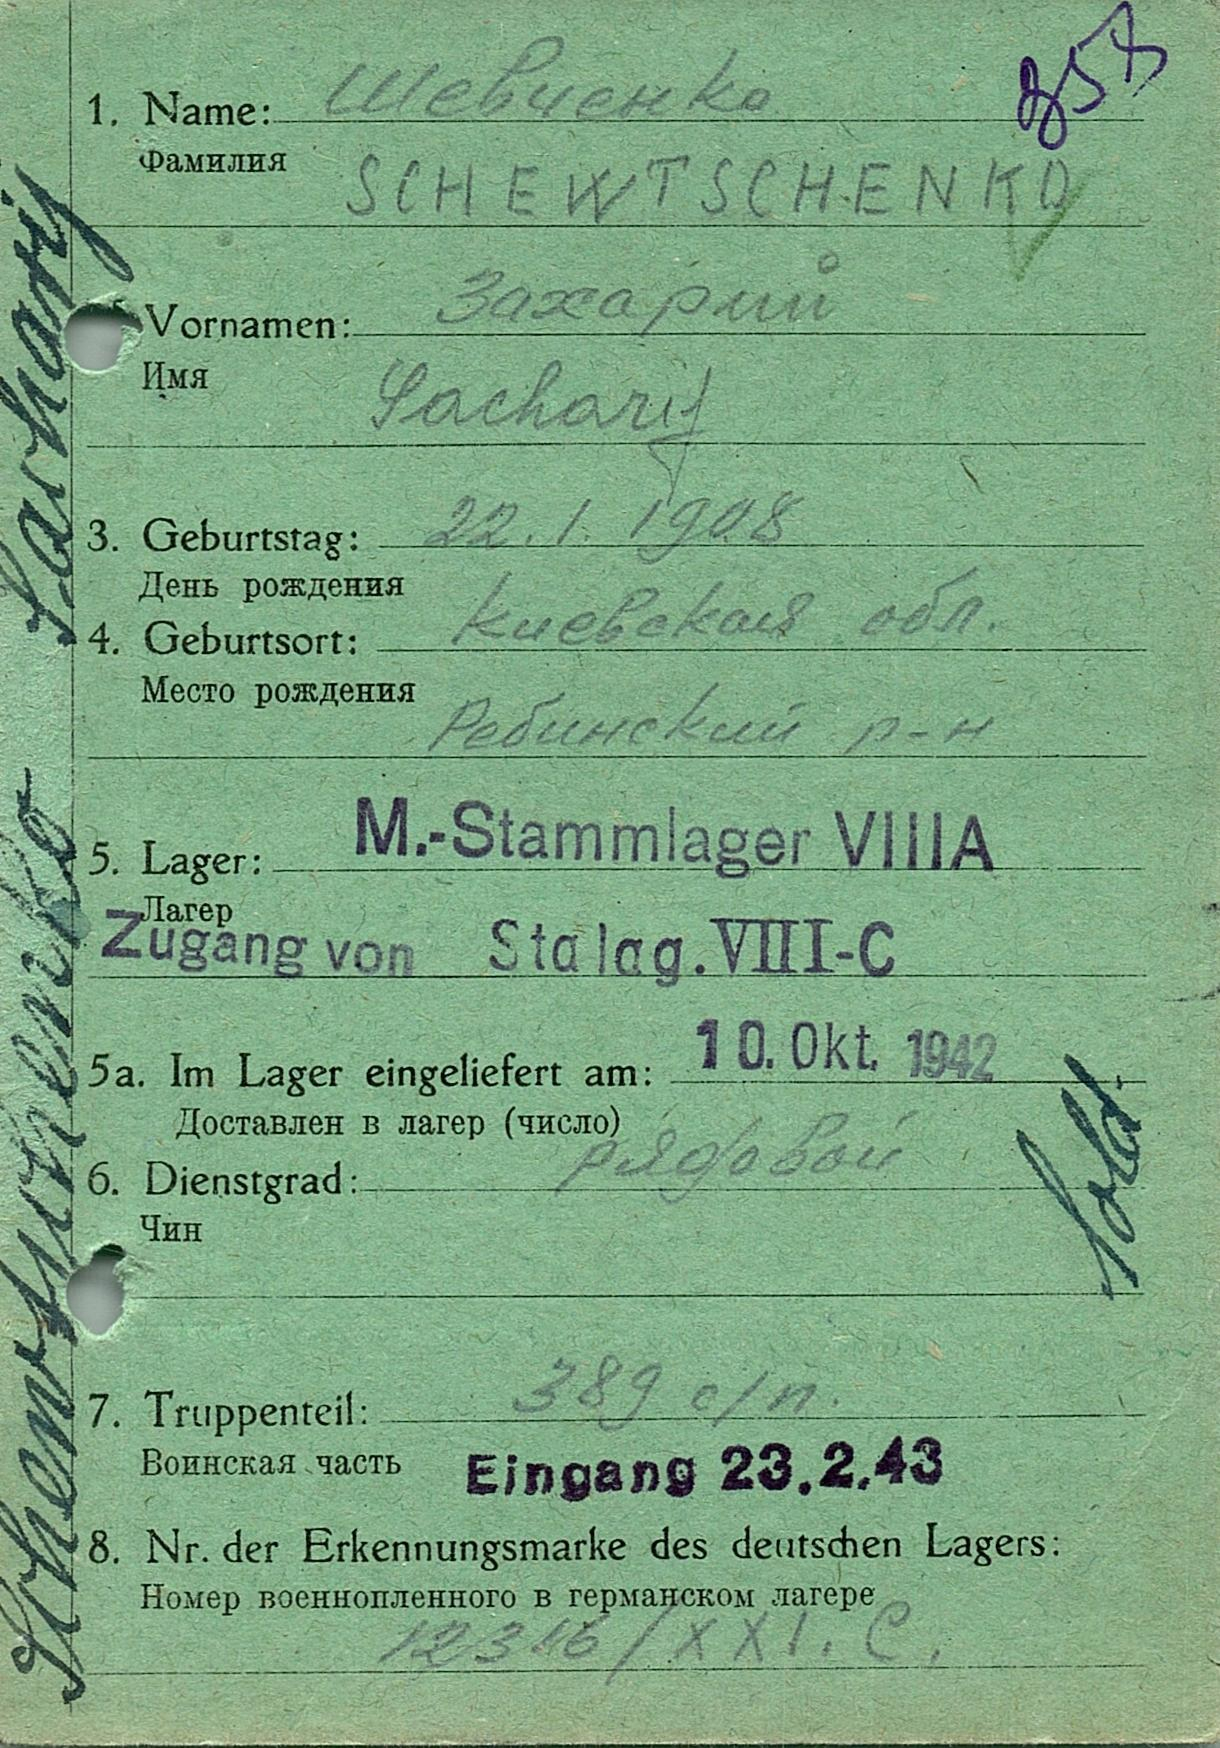 858
1. Name: Шевченко
Фамилия
SCHEWTSCHENKO
Vornamen: Захарий
Имя
Sacharij
3. Geburtstag: 22.1.1908
День рождения
4. Geburtsort: Киевская обл.
Место рождения
Ребинский р-н
5. Lager: M.-Stammlager VIIIA
Лагер
Zugang von Stalag. VIII-C
5a. Im Lager eingeliefert am: 10. Okt. 1942
Доставлен в лагер (число)
6. Dienstgrad: рядовой
Чин
Sold.
7. Truppenteil: 389 с/п.
Воинская часть
Eingang 23.2.43
8. Nr. der Erkennungsmarke des deutschen Lagers:
Номер военнопленного в германском лагере
12316/XXI.C.
Schewtschenko Sacharij